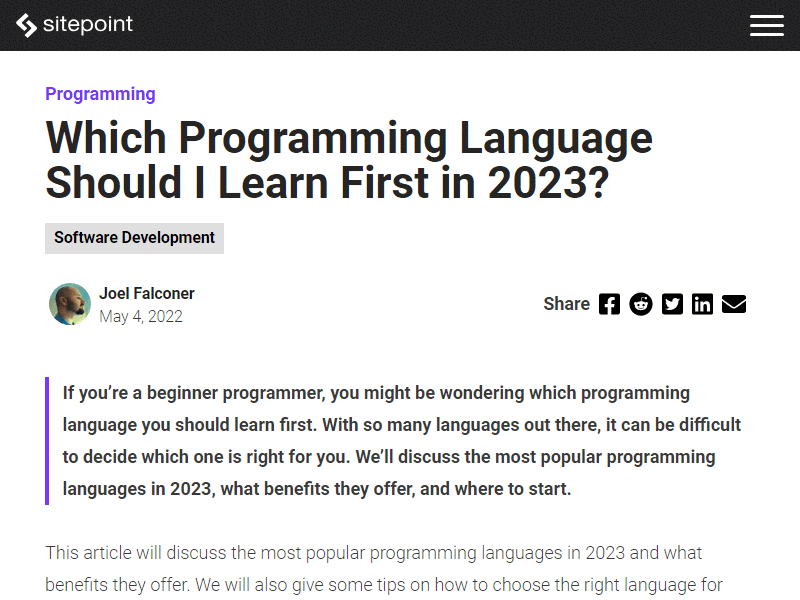 sitepoint
Programming
Which Programming Language
Should I Learn First in 2023?
Software Development
Joel Falconer
May 4, 2022
Share
If you’re a beginner programmer, you might be wondering which programming
language you should learn first. With so many languages out there, it can be difficult
to decide which one is right for you. We’ll discuss the most popular programming
languages in 2023, what benefits they offer, and where to start.
This article will discuss the most popular programming languages in 2023 and what
benefits they offer. We will also give some tips on how to choose the right language for